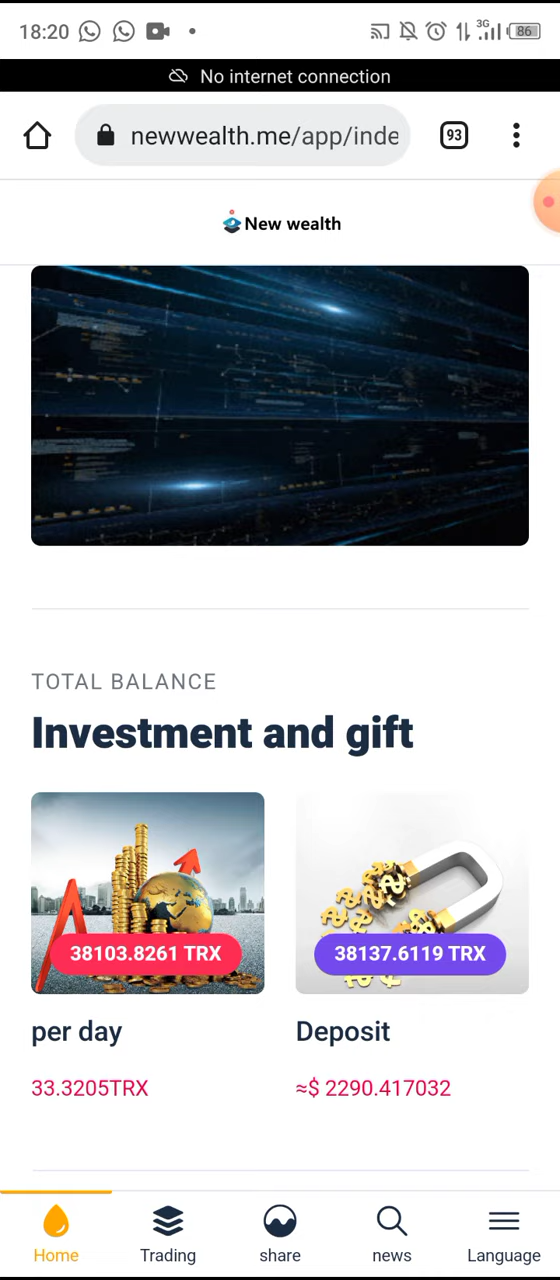 18:20
3G
86
No internet connection
newwealth.me/app/inde
93
New wealth
TOTAL BALANCE
Investment and gift
38103.8261 TRX
38137.6119 TRX
per day
Deposit
33.3205TRX
≈$ 2290.417032
Home
Trading
share
news
Language